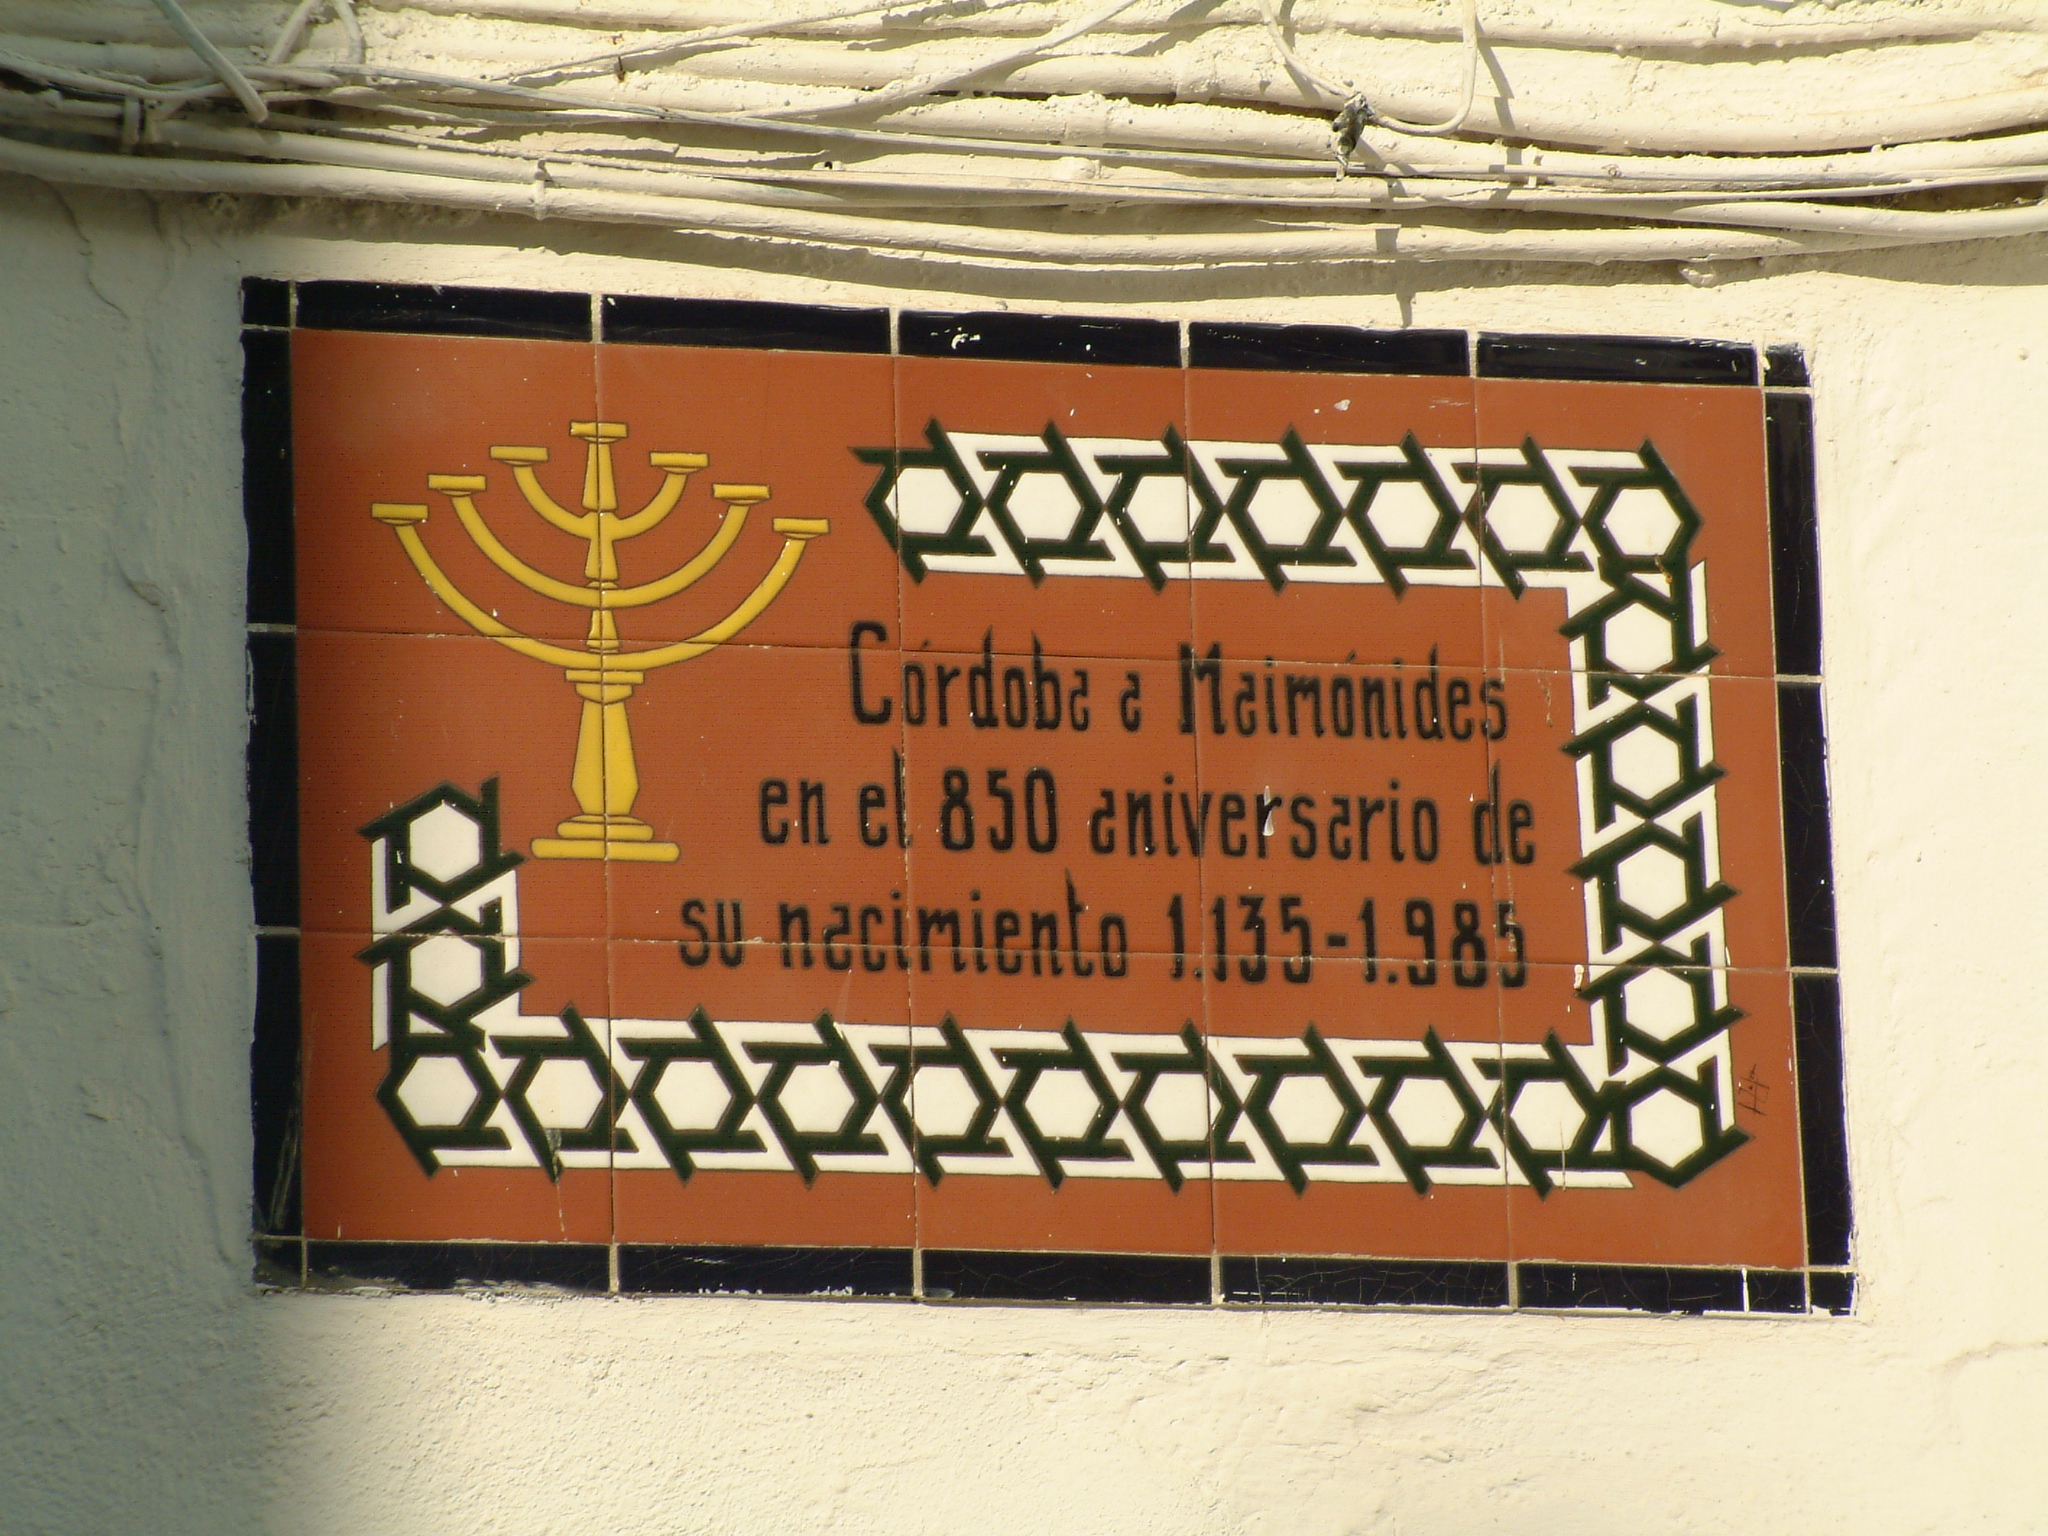 Córdoba a Maimónides
en el 850 aniversario de
su nacimiento 1.135-1.985